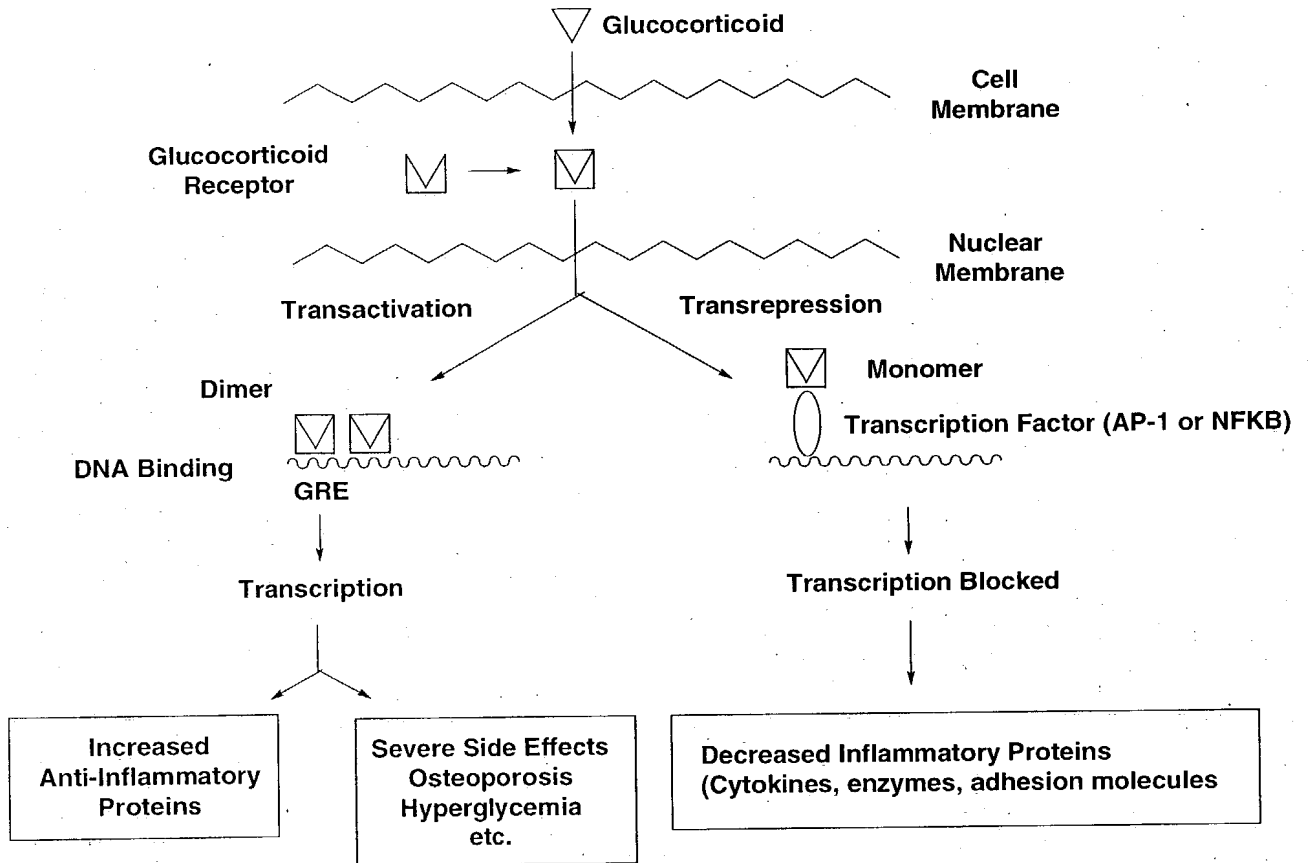 Glucocorticoid
Cell
Membrane
Glucocorticoid
Receptor
Nuclear
Membrane
Transactivation
Transrepression
Dimer
Monomer
Transcription Factor (AP-1 or NFKB)
DNA Binding
GRE
Transcription
Transcription Blocked
Increased
Anti-Inflammatory
Proteins
Severe Side Effects
Osteoporosis
Hyperglycemia
etc.
Decreased Inflammatory Proteins
(Cytokines, enzymes, adhesion molecules